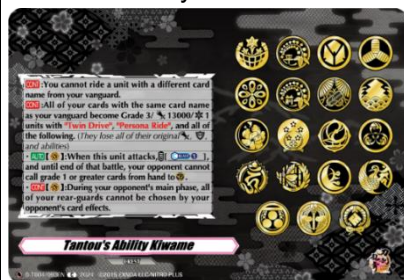 CONT:You cannot ride a unit with a different card
name from your vanguard.
CONT:All of your cards with the same card name
as your vanguard become Grade 3/ 13000/ 1
units with "Twin Drive", "Persona Ride", and all of
the following. (They lose all of their original , ,
and abilities)
・AUTO:When this unit attacks, [ ],
and until end of that battle, your opponent cannot
call grade 1 or greater cards from hand to .
・CONT:During your opponent's main phase, all
of your rear-guards cannot be chosen by your
opponent's card effects.
Tantou's Ability Kiwame